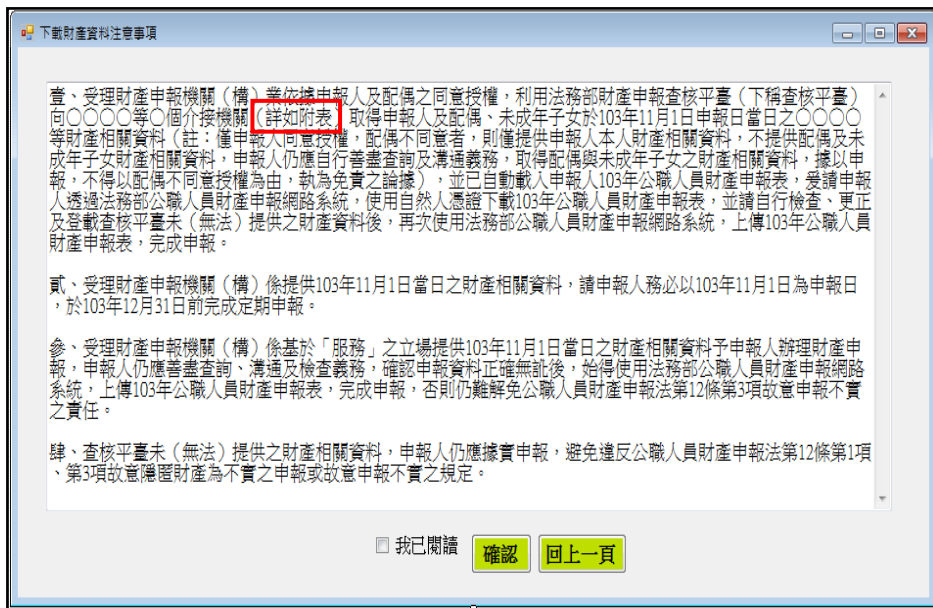 下載財產資料注意事項
壹、受理財產申報機關（構）業依據申報人及配偶之同意授權，利用法務部財產申報查核平臺（下稱查核平臺）
向〇〇〇〇等〇個介接機關（詳如附表）取得申報人及配偶、未成年子女於103年11月1日申報日當日之〇〇〇〇
等財產相關資料（註：僅申報人同意授權，配偶不同意者，則僅提供申報人本人財產相關資料，不提供配偶及未
成年子女財產相關資料，申報人仍應自行善盡查詢及溝通義務，取得配偶與未成年子女之財產相關資料，據以申
報，不得以配偶不同意授權為由，執為免責之論據），並已自動載入申報人103年公職人員財產申報表，爰請申報
人透過法務部公職人員財產申報網路系統，使用自然人憑證下載103年公職人員財產申報表，並請自行檢查、更正
及登載查核平臺未（無法）提供之財產資料後，再次使用法務部公職人員財產申報網路系統，上傳103年公職人員
財產申報表，完成申報。
貳、受理財產申報機關（構）係提供103年11月1日當日之財產相關資料，請申報人務必以103年11月1日為申報日
，於103年12月31日前完成定期申報。
參、受理財產申報機關（構）係基於「服務」之立場提供103年11月1日當日之財產相關資料予申報人辦理財產申
報，申報人仍應善盡查詢、溝通及檢查義務，確認申報資料正確無訛後，始得使用法務部公職人員財產申報網路
系統，上傳103年公職人員財產申報表，完成申報，否則仍難解免公職人員財產申報法第12條第3項故意申報不實
之責任。
肆、查核平臺未（無法）提供之財產相關資料，申報人仍應據實申報，避免違反公職人員財產申報法第12條第1項
、第3項故意隱匿財產為不實之申報或故意申報不實之規定。
我已閱讀 確認 回上一頁